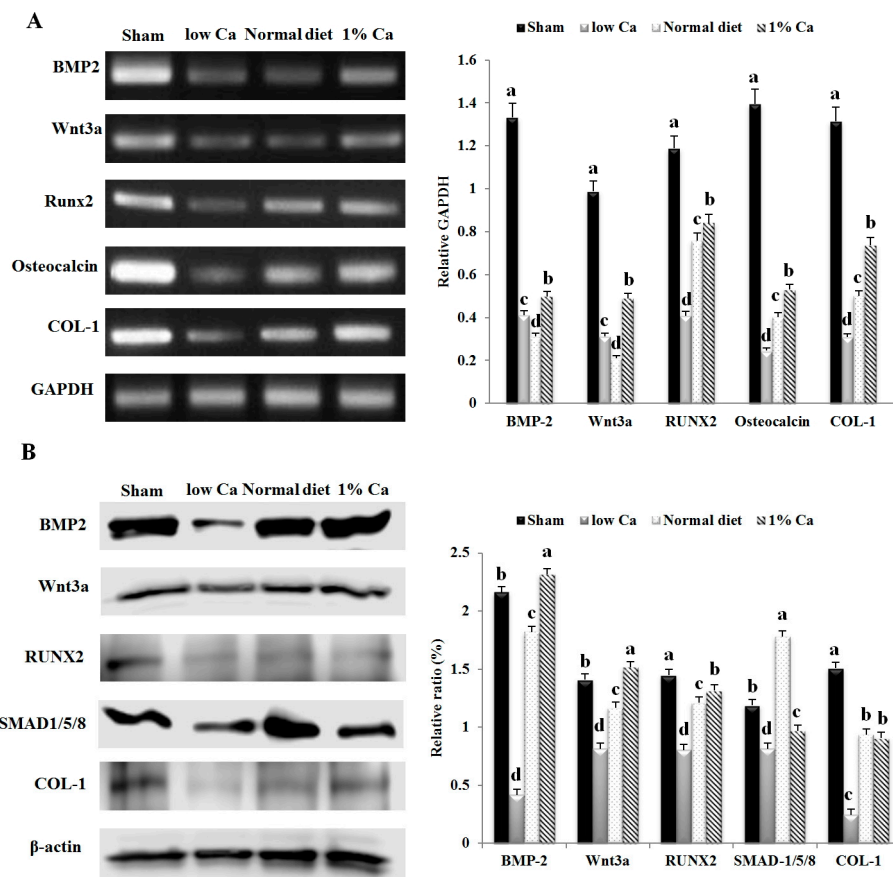 A
Sham low Ca Normal diet 1% Ca
BMP2
Wnt3a
Runx2
Osteocalcin
COL-1
GAPDH
Sham low Ca Normal diet 1% Ca
Relative GAPDH
1.6
1.4
1.2
1
0.8
0.6
0.4
0.2
0
a c d b
a c d b
a d c b
a d c b
a d c b
BMP-2 Wnt3a RUNX2 Osteocalcin COL-1
B
Sham low Ca Normal diet 1% Ca
BMP2
Wnt3a
RUNX2
SMAD1/5/8
COL-1
β-actin
Sham low Ca Normal diet 1% Ca
Relative ratio (%)
2.5
2
1.5
1
0.5
0
b d c a
b d c a
a d c b
b d a c
a c b b
BMP-2 Wnt3a RUNX2 SMAD-1/5/8 COL-1